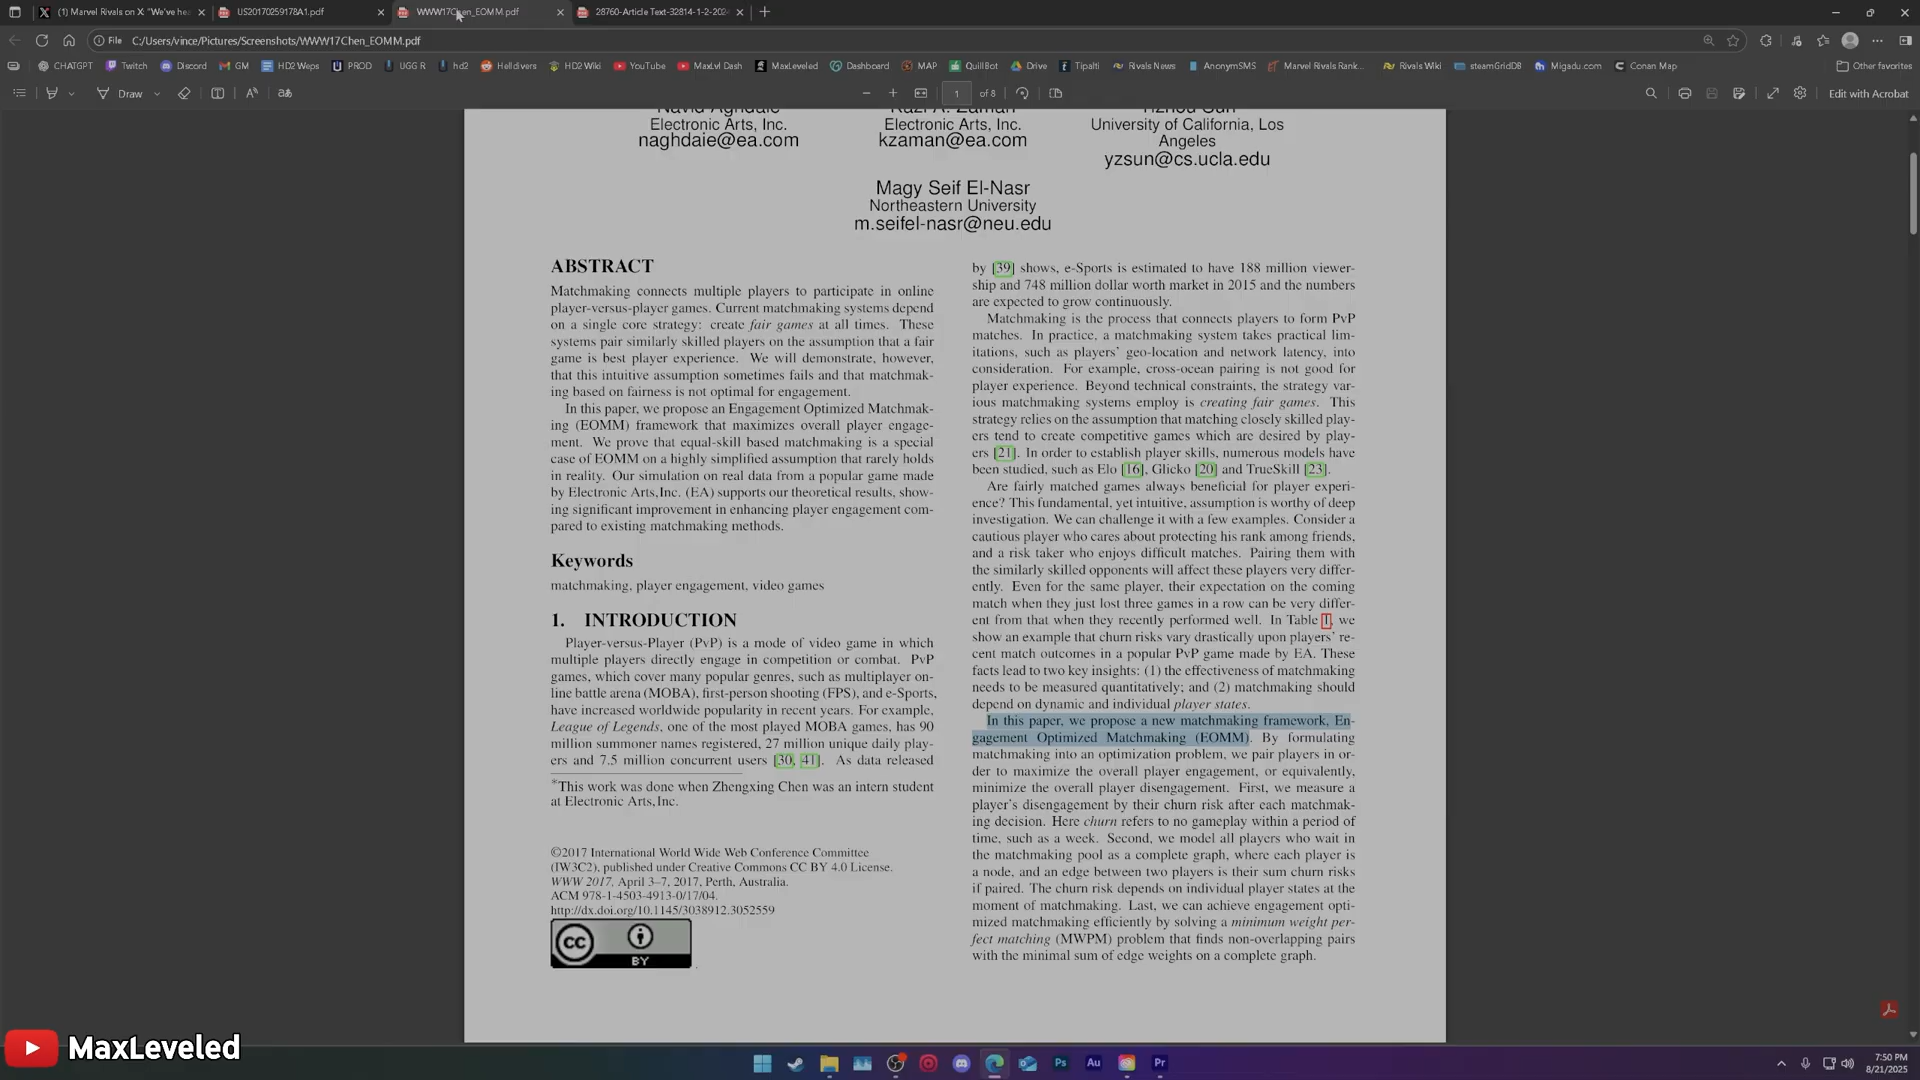 (1) Marvel Rivals on X: "We've hea
US20170259178A1.pdf
WWW17Chen_EOMM.pdf
28760-Article Text-32814-1-2-202
File
C:/Users/vince/Pictures/Screenshots/WWW17Chen_EOMM.pdf
CHATGPT
Twitch
Discord
GM
HD2 Weps
PROD
UGG R
hd2
Helldivers
HD2 Wiki
YouTube
MaxLvl Dash
MaxLeveled
Dashboard
MAP
QuillBot
Drive
Tipalti
Rivals News
AnonymSMS
Marvel Rivals Rank...
Rivals Wiki
steamGridDB
Migadu.com
Conan Map
Other favorites
Draw
1 of 8
Edit with Acrobat
Electronic Arts, Inc.
naghdaie@ea.com
Electronic Arts, Inc.
kzaman@ea.com
University of California, Los
Angeles
yzsun@cs.ucla.edu
Magy Seif El-Nasr
Northeastern University
m.seifel-nasr@neu.edu
ABSTRACT
Matchmaking connects multiple players to participate in online
player-versus-player games. Current matchmaking systems depend
on a single core strategy: create fair games at all times. These
systems pair similarly skilled players on the assumption that a fair
game is best player experience. We will demonstrate, however,
that this intuitive assumption sometimes fails and that matchmak-
ing based on fairness is not optimal for engagement.
In this paper, we propose an Engagement Optimized Matchmak-
ing (EOMM) framework that maximizes overall player engage-
ment. We prove that equal-skill based matchmaking is a special
case of EOMM on a highly simplified assumption that rarely holds
in reality. Our simulation on real data from a popular game made
by Electronic Arts,Inc. (EA) supports our theoretical results, show-
ing significant improvement in enhancing player engagement com-
pared to existing matchmaking methods.
Keywords
matchmaking, player engagement, video games
1. INTRODUCTION
Player-versus-Player (PvP) is a mode of video game in which
multiple players directly engage in competition or combat. PvP
games, which cover many popular genres, such as multiplayer on-
line battle arena (MOBA), first-person shooting (FPS), and e-Sports,
have increased worldwide popularity in recent years. For example,
League of Legends, one of the most played MOBA games, has 90
million summoner names registered, 27 million unique daily play-
ers and 7.5 million concurrent users [30, 41]. As data released
*This work was done when Zhengxing Chen was an intern student
at Electronic Arts,Inc.
©2017 International World Wide Web Conference Committee
(IW3C2), published under Creative Commons CC BY 4.0 License.
WWW 2017, April 3–7, 2017, Perth, Australia.
ACM 978-1-4503-4913-0/17/04.
http://dx.doi.org/10.1145/3038912.3052559
cc
BY
by [39] shows, e-Sports is estimated to have 188 million viewer-
ship and 748 million dollar worth market in 2015 and the numbers
are expected to grow continuously.
Matchmaking is the process that connects players to form PvP
matches. In practice, a matchmaking system takes practical lim-
itations, such as players' geo-location and network latency, into
consideration. For example, cross-ocean pairing is not good for
player experience. Beyond technical constraints, the strategy var-
ious matchmaking systems employ is creating fair games. This
strategy relies on the assumption that matching closely skilled play-
ers tend to create competitive games which are desired by play-
ers [21]. In order to establish player skills, numerous models have
been studied, such as Elo [16], Glicko [20] and TrueSkill [23].
Are fairly matched games always beneficial for player experi-
ence? This fundamental, yet intuitive, assumption is worthy of deep
investigation. We can challenge it with a few examples. Consider a
cautious player who cares about protecting his rank among friends,
and a risk taker who enjoys difficult matches. Pairing them with
the similarly skilled opponents will affect these players very differ-
ently. Even for the same player, their expectation on the coming
match when they just lost three games in a row can be very differ-
ent from that when they recently performed well. In Table 1, we
show an example that churn risks vary drastically upon players' re-
cent match outcomes in a popular PvP game made by EA. These
facts lead to two key insights: (1) the effectiveness of matchmaking
needs to be measured quantitatively; and (2) matchmaking should
depend on dynamic and individual player states.
In this paper, we propose a new matchmaking framework, En-
gagement Optimized Matchmaking (EOMM). By formulating
matchmaking into an optimization problem, we pair players in or-
der to maximize the overall player engagement, or equivalently,
minimize the overall player disengagement. First, we measure a
player's disengagement by their churn risk after each matchmak-
ing decision. Here churn refers to no gameplay within a period of
time, such as a week. Second, we model all players who wait in
the matchmaking pool as a complete graph, where each player is
a node, and an edge between two players is their sum churn risks
if paired. The churn risk depends on individual player states at the
moment of matchmaking. Last, we can achieve engagement opti-
mized matchmaking efficiently by solving a minimum weight per-
fect matching (MWPM) problem that finds non-overlapping pairs
with the minimal sum of edge weights on a complete graph.
MaxLeveled
Ps
Au
Pr
7:50 PM
8/21/2025